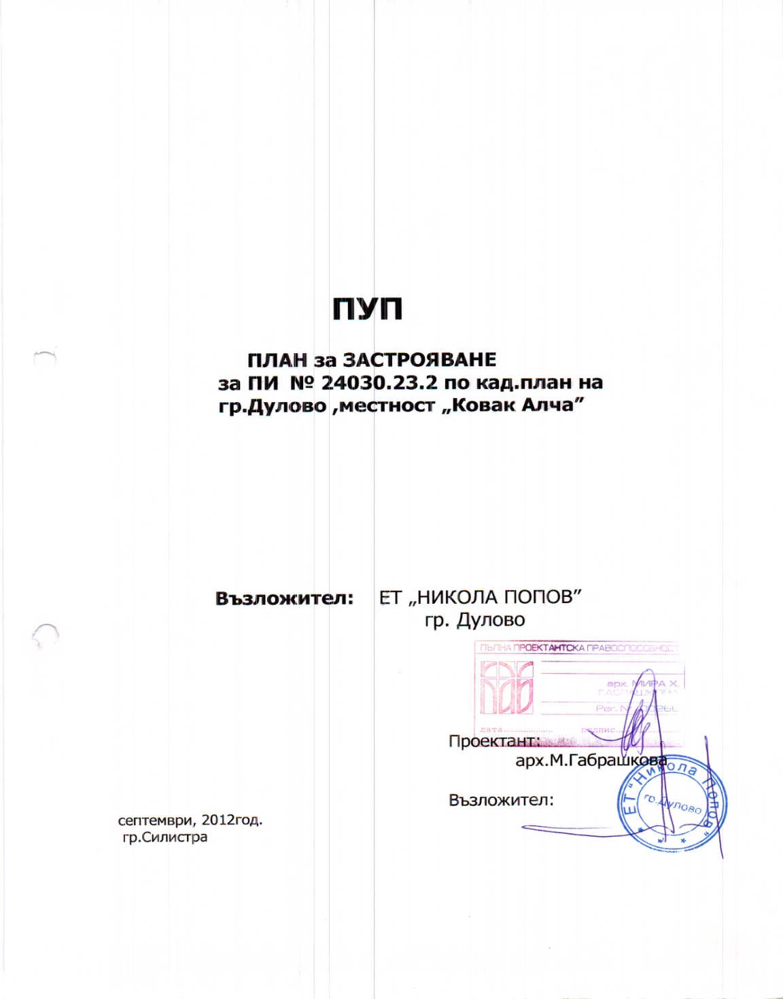 ПУП
ПЛАН за ЗАСТРОЯВАНЕ
за ПИ № 24030.23.2 по кад.план на
гр.Дулово ,местност „Ковак Алча”
Възложител: ЕТ „НИКОЛА ПОПОВ”
гр. Дулово
ПЪЛНА ПРОЕКТАНТСКА ПРАВОСПОСОБНОСТ
арх. МИРА Х.
ГАБРАШКОВА
Рег. №
дата.................... подпис....................
Проектант:
арх.М.Габрашкова
ЕТ "Никола Попов"
гр.Дулово
Възложител:
септември, 2012год.
гр.Силистра